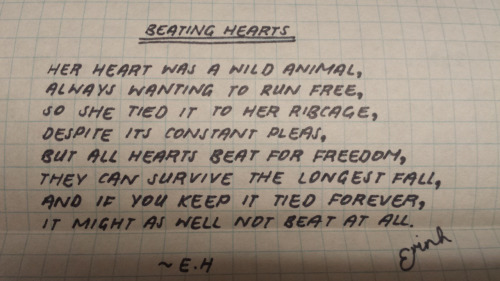 BEATING HEARTS
HER HEART WAS A WILD ANIMAL,
ALWAYS WANTING TO RUN FREE,
SO SHE TIED IT TO HER RIBCAGE,
DESPITE ITS CONSTANT PLEAS,
BUT ALL HEARTS BEAT FOR FREEDOM,
THEY CAN SURVIVE THE LONGEST FALL,
AND IF YOU KEEP IT TIED FOREVER,
IT MIGHT AS WELL NOT BEAT AT ALL.
~ E.H